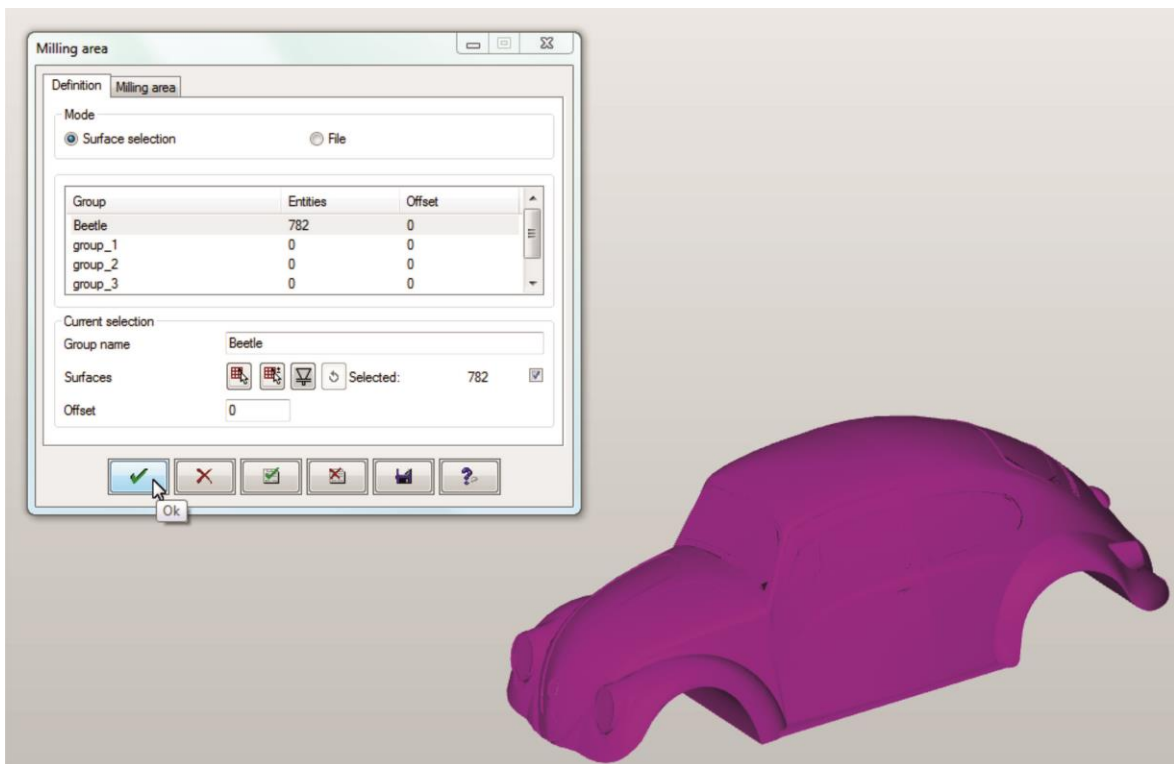 Milling area
Definition Milling area
Mode
Surface selection File
Group Entities Offset
Beetle 782 0
group_1 0 0
group_2 0 0
group_3 0 0
Current selection
Group name Beetle
Surfaces Selected: 782
Offset 0
Ok